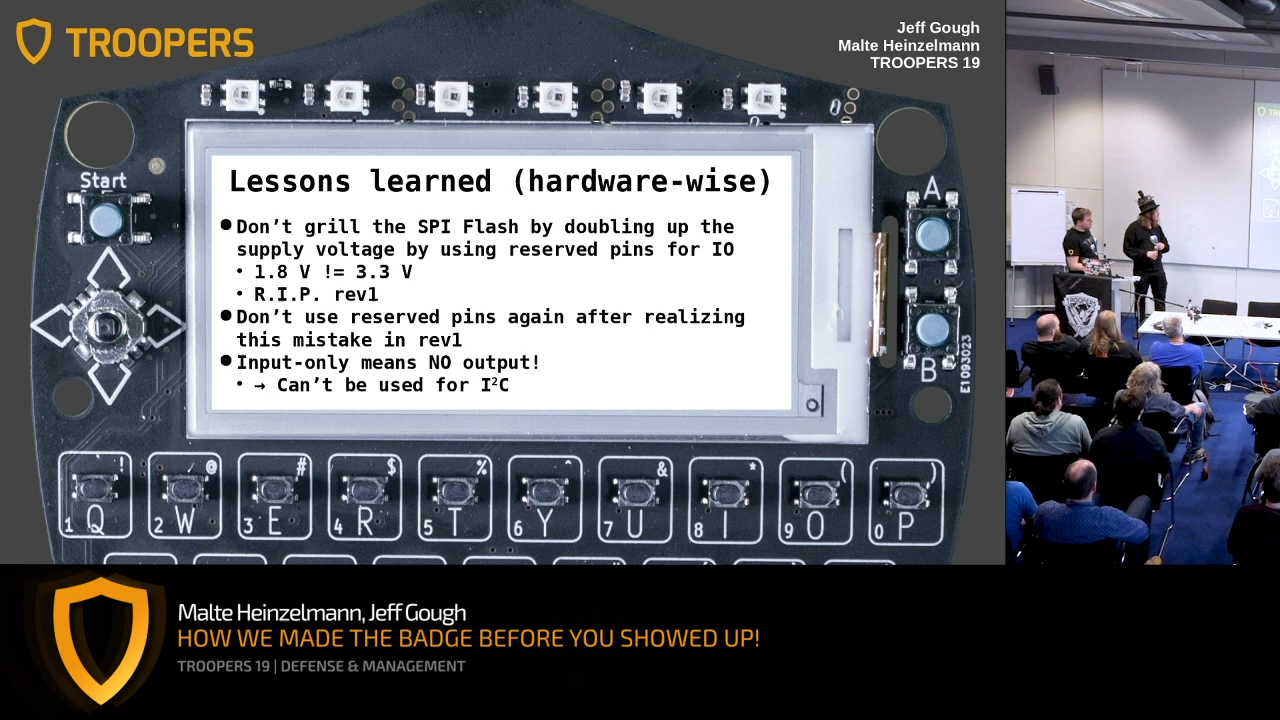 TROOPERS
Jeff Gough
Malte Heinzelmann
TROOPERS 19
Start
A
B
E1093023
Lessons learned (hardware-wise)
●Don’t grill the SPI Flash by doubling up the
supply voltage by using reserved pins for IO
• 1.8 V != 3.3 V
• R.I.P. rev1
●Don’t use reserved pins again after realizing
this mistake in rev1
●Input-only means NO output!
• → Can’t be used for I²C
! @ # $ % ^ & * ( )
1 Q 2 W 3 E 4 R 5 T 6 Y 7 U 8 I 9 O 0 P
TROOPERS
Malte Heinzelmann, Jeff Gough
HOW WE MADE THE BADGE BEFORE YOU SHOWED UP!
TROOPERS 19 | DEFENSE & MANAGEMENT